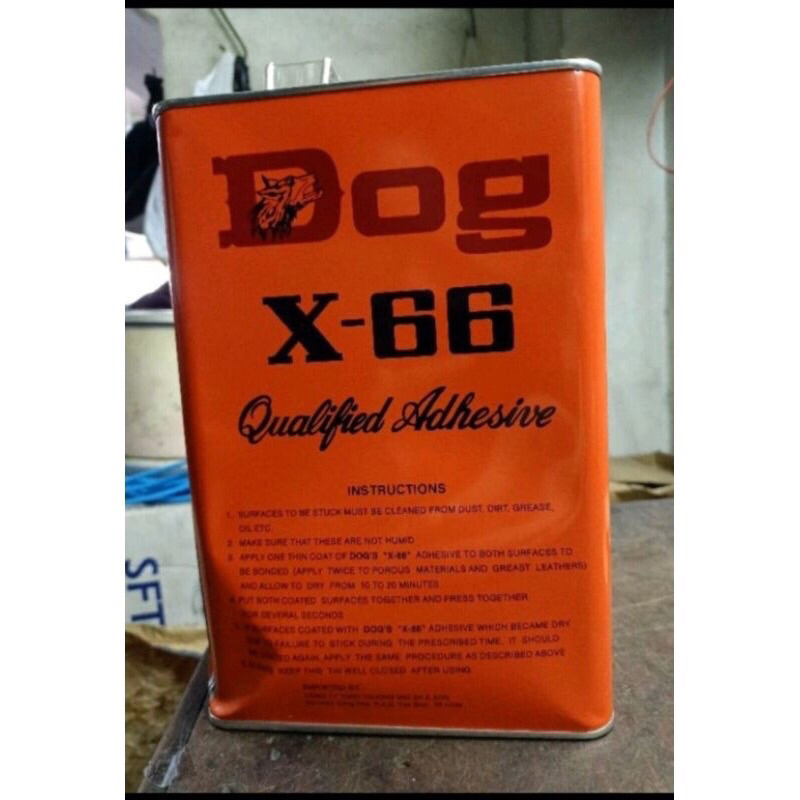 Dog
X-66
Qualified Adhesive
INSTRUCTIONS
1. SURFACES TO BE STUCK MUST BE CLEANED FROM DUST, DIRT, GREASE,
OIL ETC.
2. MAKE SURE THAT THESE ARE NOT HUMID
3. APPLY ONE THIN COAT OF DOG'S "X-66" ADHESIVE TO BOTH SURFACES TO
BE BONDED (APPLY TWICE TO POROUS MATERIALS AND GREAST LEATHERS)
AND ALLOW TO DRY FROM 10 TO 20 MINUTES
4. PUT BOTH COATED SURFACES TOGETHER AND PRESS TOGETHER
FOR SEVERAL SECONDS
SURFACES COATED WITH DOG'S "X-66" ADHESIVE WHICH BECAME DRY
FAILURE TO STICK DURING THE PRESCRIBED TIME, IT SHOULD
AGAIN, APPLY THE SAME PROCEDURE AS DESCRIBED ABOVE
KEEP THIS TIN WELL CLOSED AFTER USING.
IMPORTED BY
SFT